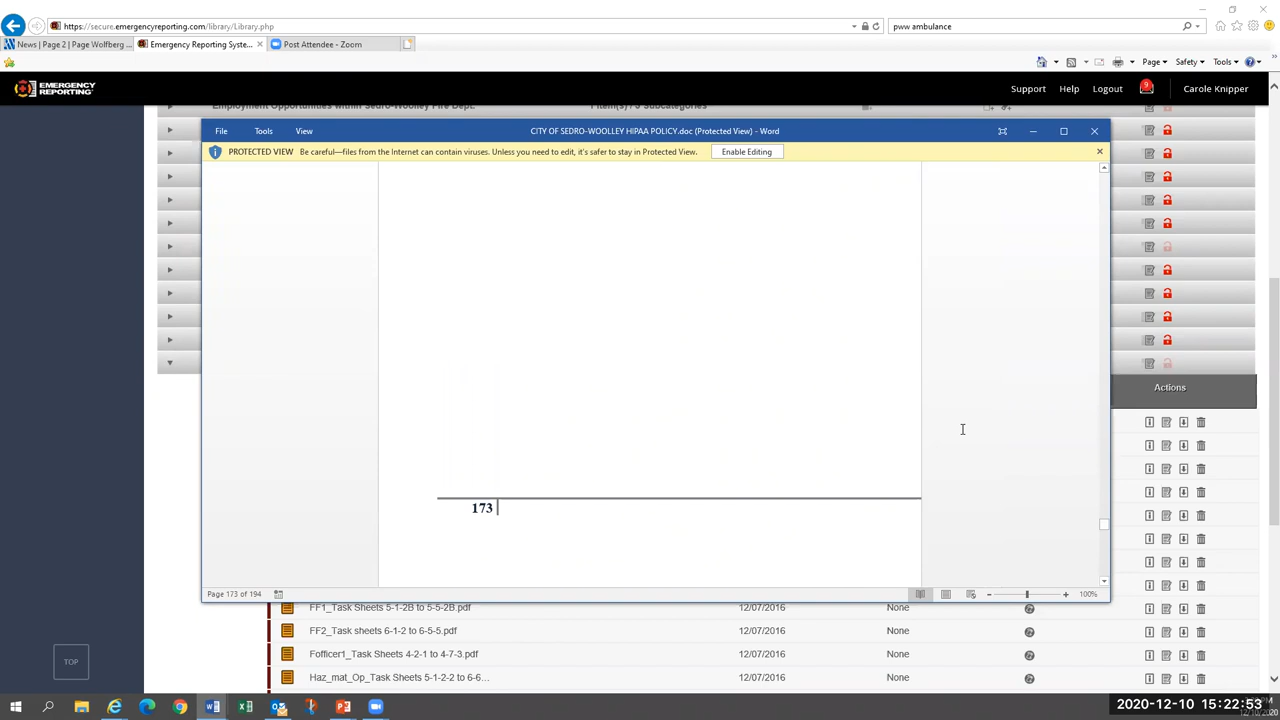 https://secure.emergencyreporting.com/library/Library.php
pww ambulance
News | Page 2 | Page Wolfberg ...
Emergency Reporting Syste...
Post Attendee - Zoom
Page
Safety
Tools
EMERGENCY
REPORTING
Support
Help
Logout
9
Carole Knipper
Employment Opportunities within Sedro-Woolley Fire Dept.
1 item(s) / 3 Subcategories
File
Tools
View
CITY OF SEDRO-WOOLLEY HIPAA POLICY.doc (Protected View) - Word
PROTECTED VIEW
Be careful—files from the Internet can contain viruses. Unless you need to edit, it's safer to stay in Protected View.
Enable Editing
Actions
173
Page 173 of 194
100%
FF1_Task Sheets 5-1-2B to 5-5-2B.pdf
12/07/2016
None
FF2_Task sheets 6-1-2 to 6-5-5.pdf
12/07/2016
None
Fofficer1_Task Sheets 4-2-1 to 4-7-3.pdf
12/07/2016
None
Haz_mat_Op_Task Sheets 5-1-2-2 to 6-6...
12/07/2016
None
TOP
2020-12-10 15:22:53